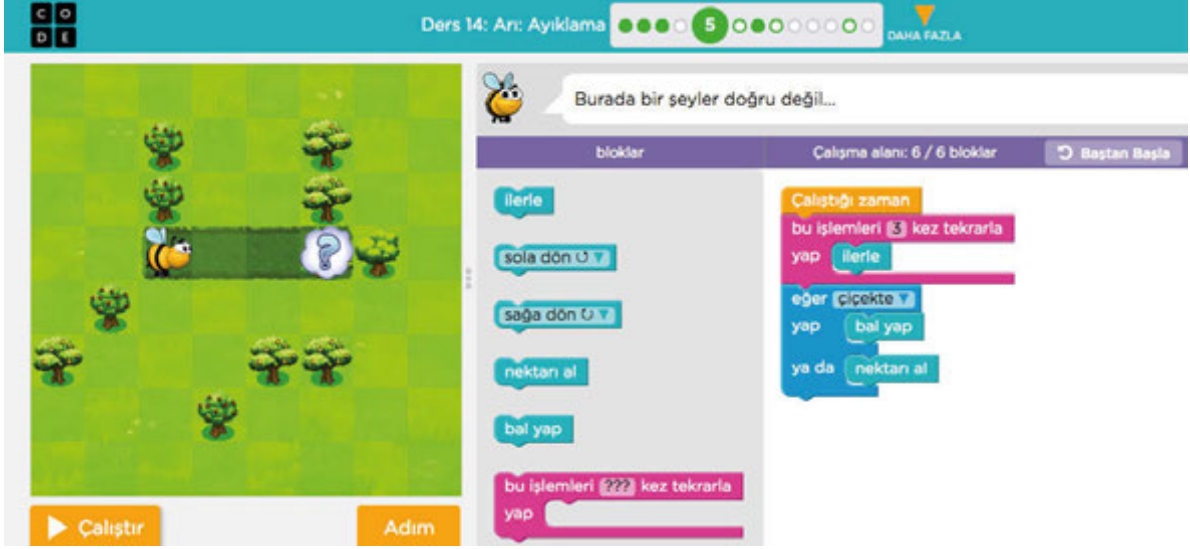 C O
D E
Ders 14: Arı: Ayıklama
5
DAHA FAZLA
Burada bir şeyler doğru değil...
bloklar
Çalışma alanı: 6 / 6 bloklar
Baştan Başla
ilerle
sola dön ↺
sağa dön ↻
nektarı al
bal yap
bu işlemleri ??? kez tekrarla
yap
Çalıştığı zaman
bu işlemleri 3 kez tekrarla
yap ilerle
eğer çiçekte
yap bal yap
ya da nektarı al
?
Çalıştır
Adım